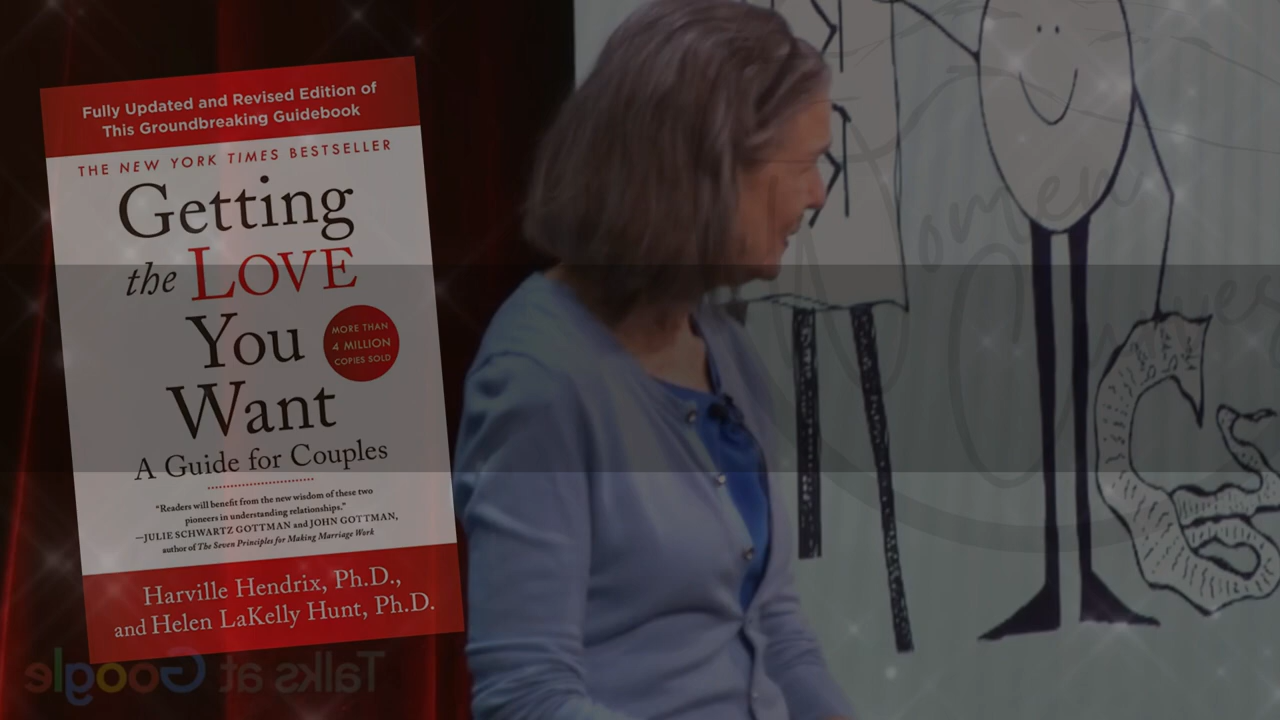 Fully Updated and Revised Edition of
This Groundbreaking Guidebook
THE NEW YORK TIMES BESTSELLER
Getting
the LOVE
You
Want
MORE THAN
4 MILLION
COPIES SOLD
A Guide for Couples
"Readers will benefit from the new wisdom of these two
pioneers in understanding relationships."
—JULIE SCHWARTZ GOTTMAN and JOHN GOTTMAN,
author of The Seven Principles for Making Marriage Work
Harville Hendrix, Ph.D.,
and Helen LaKelly Hunt, Ph.D.
Talks at Google
Women